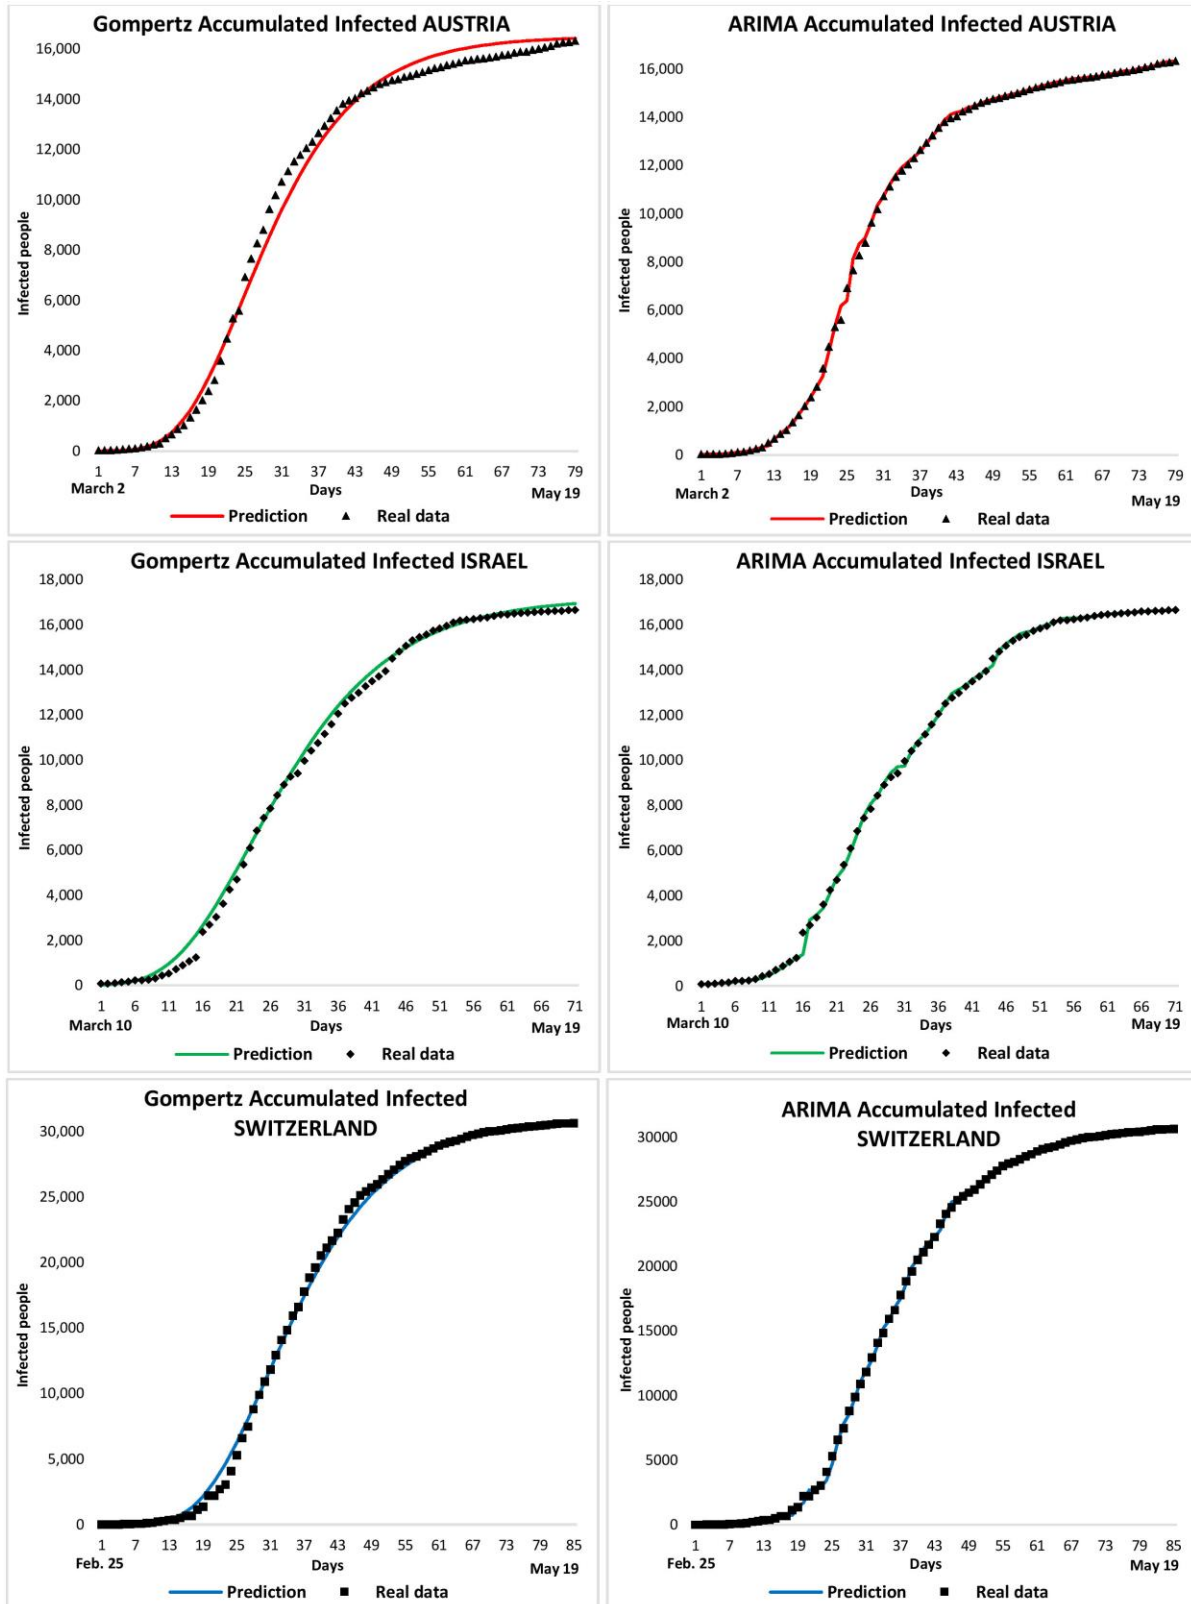 Gompertz Accumulated Infected AUSTRIA
16,000
14,000
12,000
10,000
8,000
6,000
4,000
2,000
0
Infected people
1 7 13 19 25 31 37 43 49 55 61 67 73 79
March 2 Days May 19
Prediction Real data
ARIMA Accumulated Infected AUSTRIA
16,000
14,000
12,000
10,000
8,000
6,000
4,000
2,000
0
Infected people
1 7 13 19 25 31 37 43 49 55 61 67 73 79
March 2 Days May 19
Prediction Real data
Gompertz Accumulated Infected ISRAEL
18,000
16,000
14,000
12,000
10,000
8,000
6,000
4,000
2,000
0
Infected people
1 6 11 16 21 26 31 36 41 46 51 56 61 66 71
March 10 Days May 19
Prediction Real data
ARIMA Accumulated Infected ISRAEL
18,000
16,000
14,000
12,000
10,000
8,000
6,000
4,000
2,000
0
Infected people
1 6 11 16 21 26 31 36 41 46 51 56 61 66 71
March 10 Days May 19
Prediction Real data
Gompertz Accumulated Infected
SWITZERLAND
30,000
25,000
20,000
15,000
10,000
5,000
0
Infected people
1 7 13 19 25 31 37 43 49 55 61 67 73 79 85
Feb. 25 Days May 19
Prediction Real data
ARIMA Accumulated Infected
SWITZERLAND
30000
25000
20000
15000
10000
5000
0
Infected people
1 7 13 19 25 31 37 43 49 55 61 67 73 79 85
Feb. 25 Days May 19
Prediction Real data